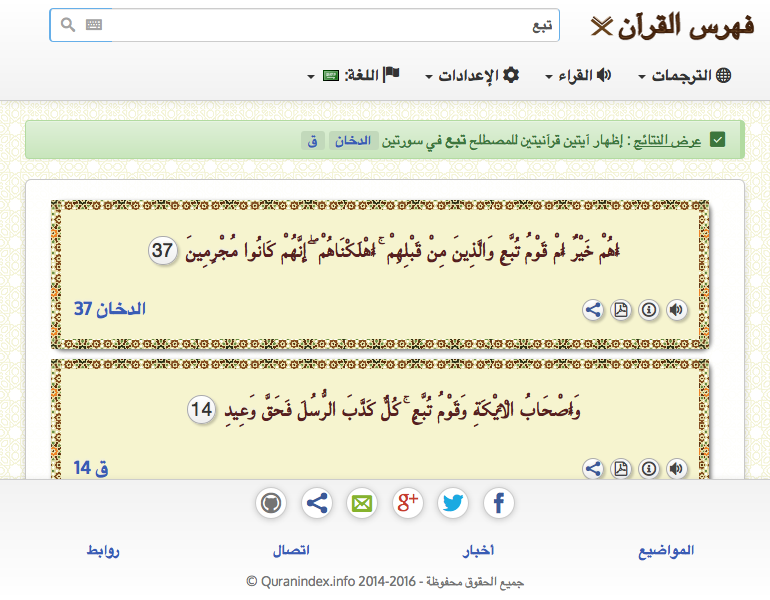 فهرس القرآن
تبع
الترجمات
القراء
الإعدادات
اللغة:
عرض النتائج : إظهار آيتين قرآنيتين للمصطلح تبع في سورتين الدخان ق
أَهُمْ خَيْرٌ أَمْ قَوْمُ تُبَّعٍ وَالَّذِينَ مِنْ قَبْلِهِمْ ۚ أَهْلَكْنَاهُمْ ۖ إِنَّهُمْ كَانُوا مُجْرِمِينَ 37
الدخان 37
وَأَصْحَابُ الْأَيْكَةِ وَقَوْمُ تُبَّعٍ ۚ كُلٌّ كَذَّبَ الرُّسُلَ فَحَقَّ وَعِيدِ 14
ق 14
المواضيع
أخبار
اتصال
روابط
جميع الحقوق محفوظة - Quranindex.info 2014-2016 ©